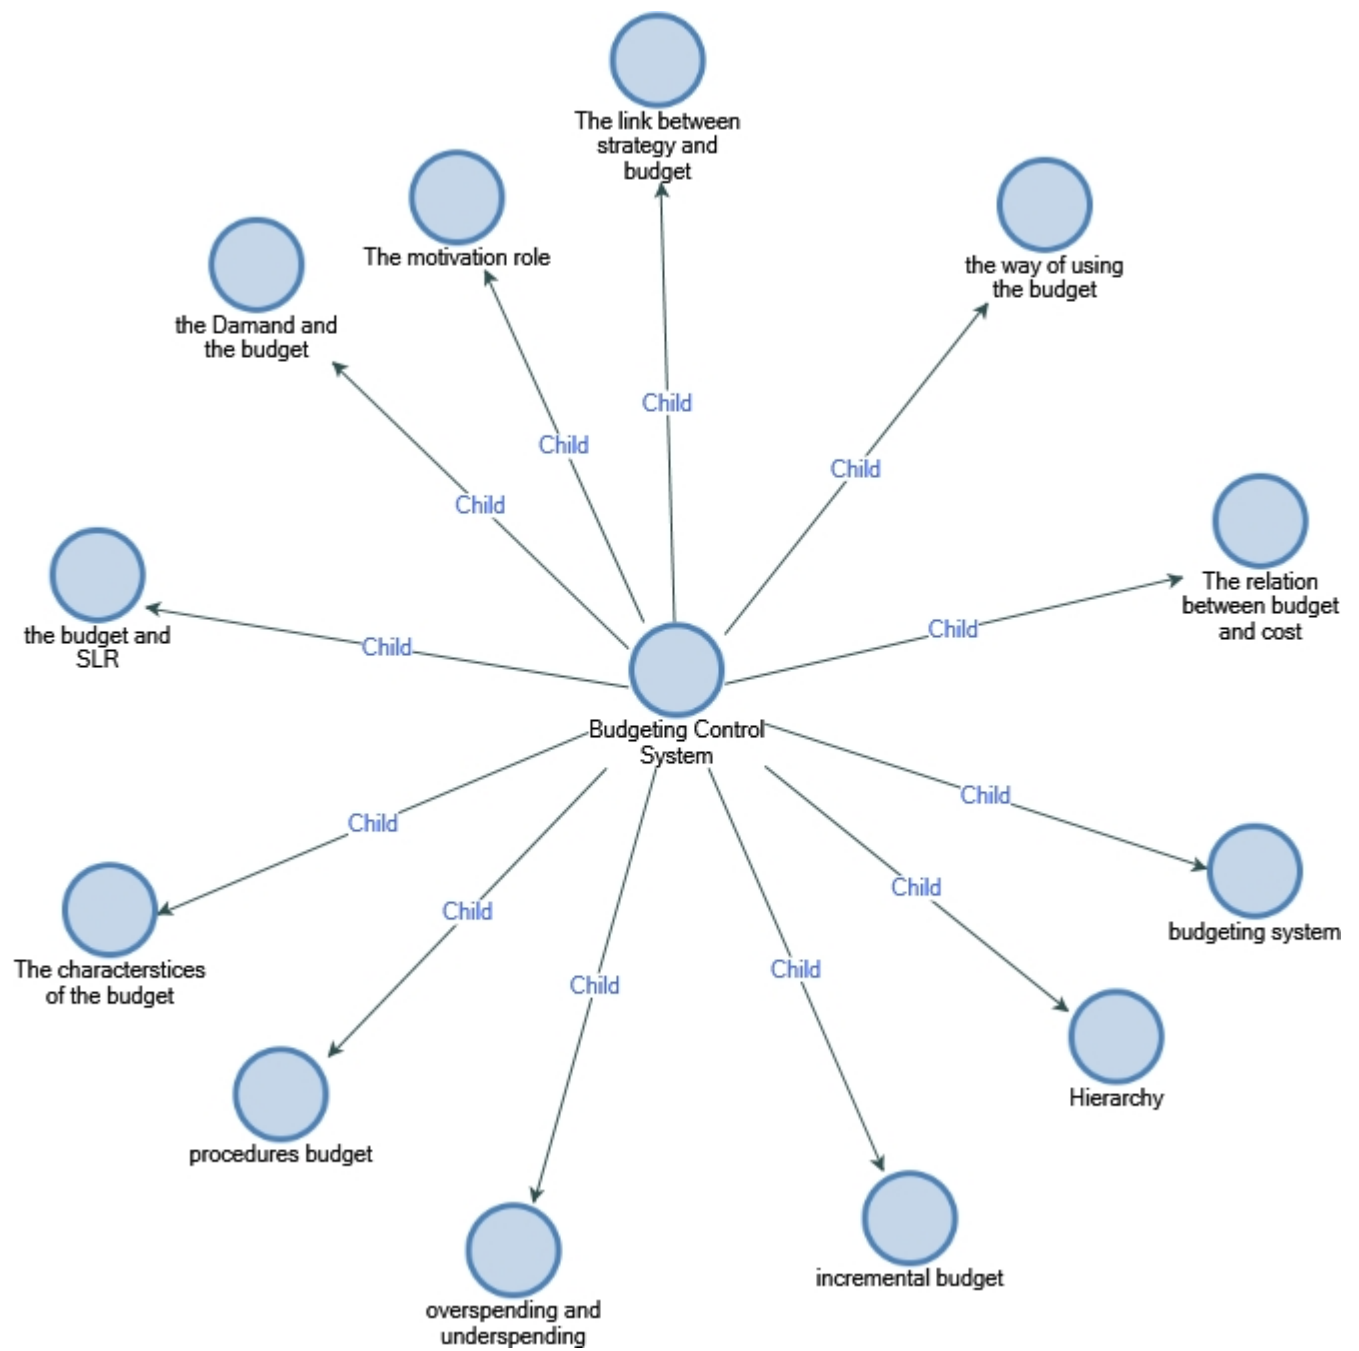 The link between
strategy and
budget
The motivation role
the way of using
the budget
the Damand and
the budget
Child
Child
Child
Child
The relation
between budget
and cost
Child
the budget and
SLR
Child
Budgeting Control
System
Child
Child
budgeting system
Child
Child
The characterstices
of the budget
Child
Child
Hierarchy
procedures budget
incremental budget
overspending and
underspending